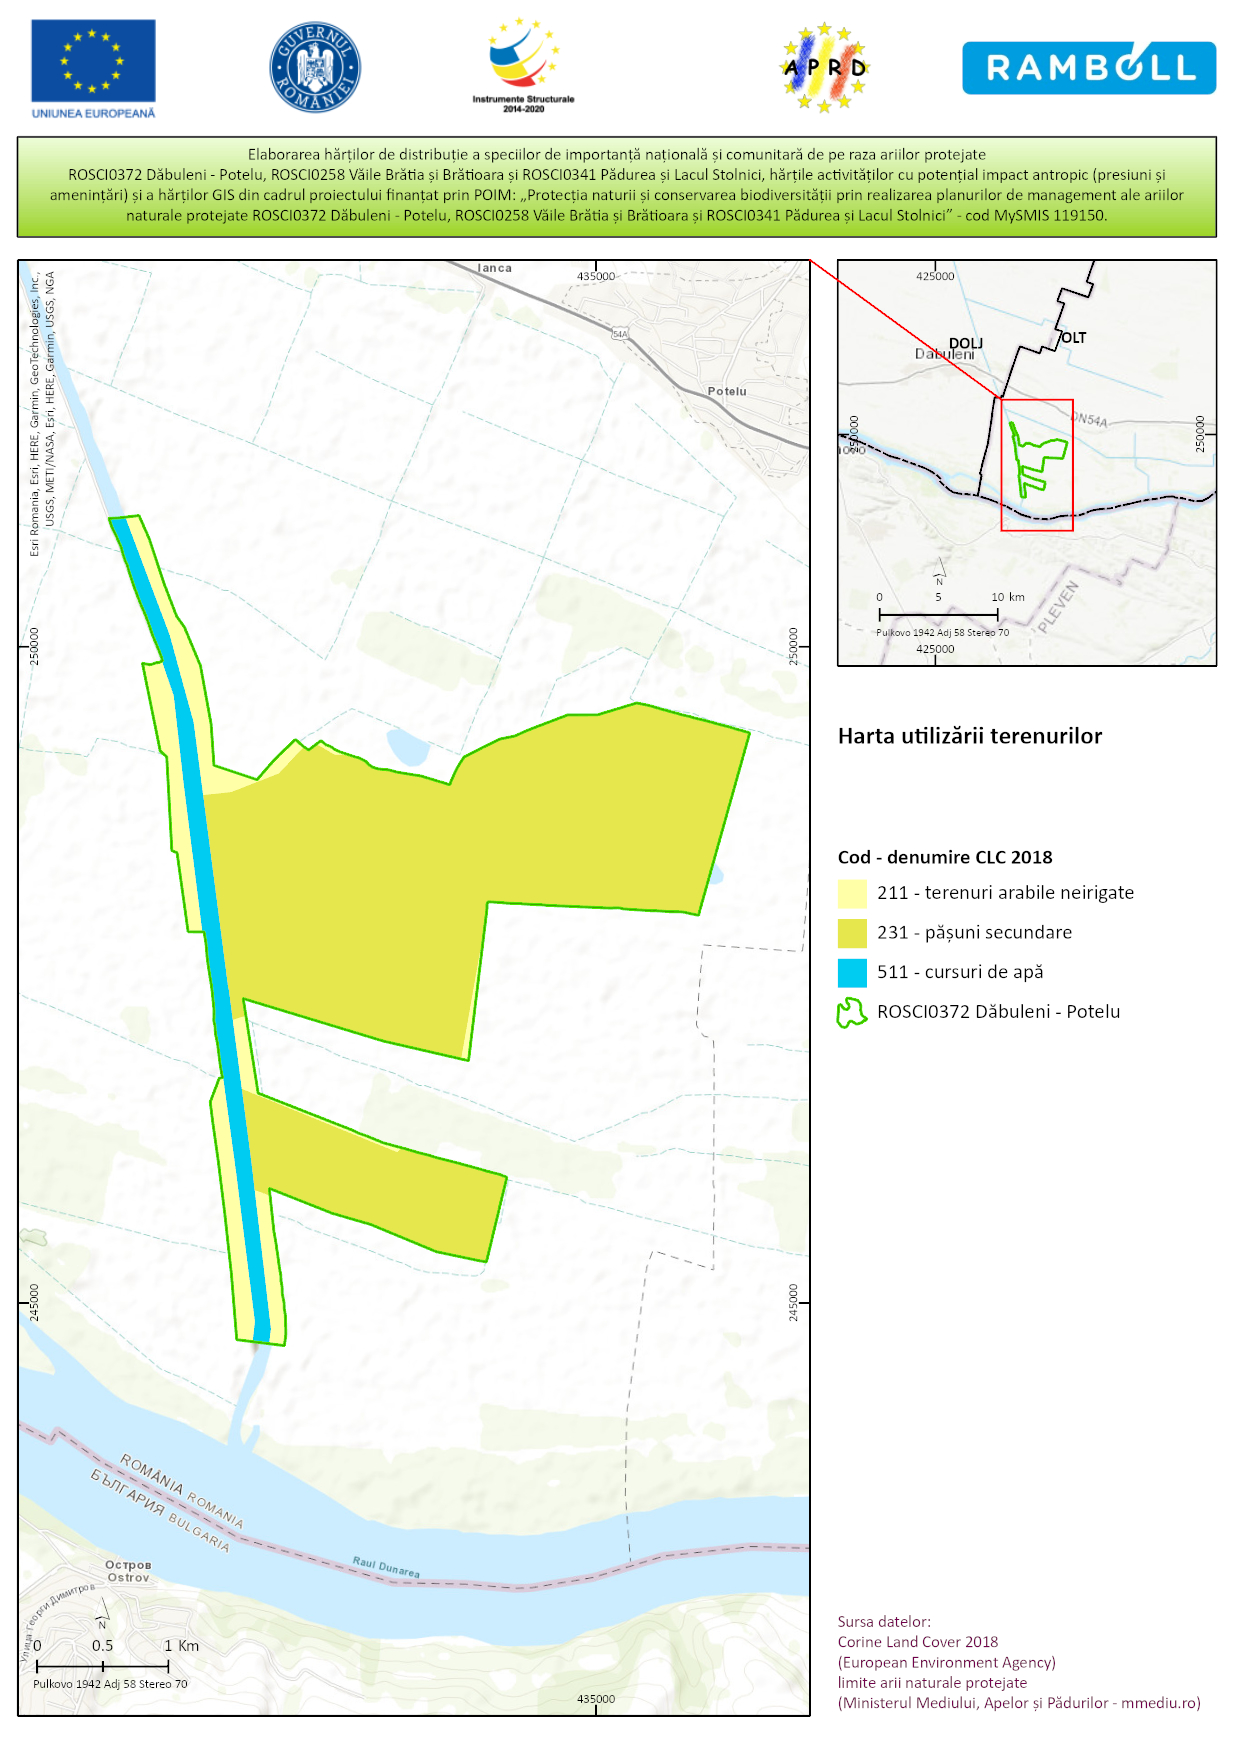 UNIUNEA EUROPEANĂ
GUVERNUL ROMÂNIEI
Instrumente Structurale
2014-2020
APRD
RAMBOLL
Elaborarea hărților de distribuție a speciilor de importanță națională și comunitară de pe raza ariilor protejate
ROSCI0372 Dăbuleni - Potelu, ROSCI0258 Văile Brătia și Brătioara și ROSCI0341 Pădurea și Lacul Stolnici, hărțile activităților cu potențial impact antropic (presiuni și
amenințări) și a hărților GIS din cadrul proiectului finanțat prin POIM: „Protecția naturii și conservarea biodiversității prin realizarea planurilor de management ale ariilor
naturale protejate ROSCI0372 Dăbuleni - Potelu, ROSCI0258 Văile Brătia și Brătioara și ROSCI0341 Pădurea și Lacul Stolnici” - cod MySMIS 119150.
Esri Romania, Esri, HERE, Garmin, GeoTechnologies, Inc.,
USGS, METI/NASA, Esri, HERE, Garmin, USGS, NGA
Ianca
435000
54A
Potelu
250000
250000
245000
245000
ROMÂNIA ROMANIA
БЪЛГАРИЯ BULGARIA
Raul Dunarea
Остров
Ostrov
Улица Георги Димитров
N
0 0.5 1 Km
Pulkovo 1942 Adj 58 Stereo 70
435000
425000
DOLJ
OLT
Dabuleni
DN54A
250000
250000
PLEVEN
N
0 5 10 km
Pulkovo 1942 Adj 58 Stereo 70
425000
Harta utilizării terenurilor
Cod - denumire CLC 2018
211 - terenuri arabile neirigate
231 - pășuni secundare
511 - cursuri de apă
ROSCI0372 Dăbuleni - Potelu
Sursa datelor:
Corine Land Cover 2018
(European Environment Agency)
limite arii naturale protejate
(Ministerul Mediului, Apelor și Pădurilor - mmediu.ro)